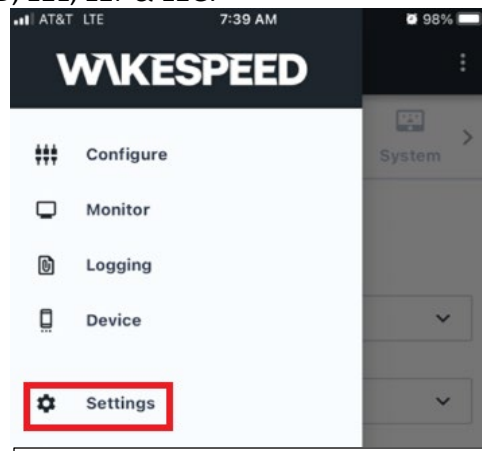 AT&T LTE 7:39 AM 98%
WAKESPEED
Configure
System
Monitor
Logging
Device
Settings